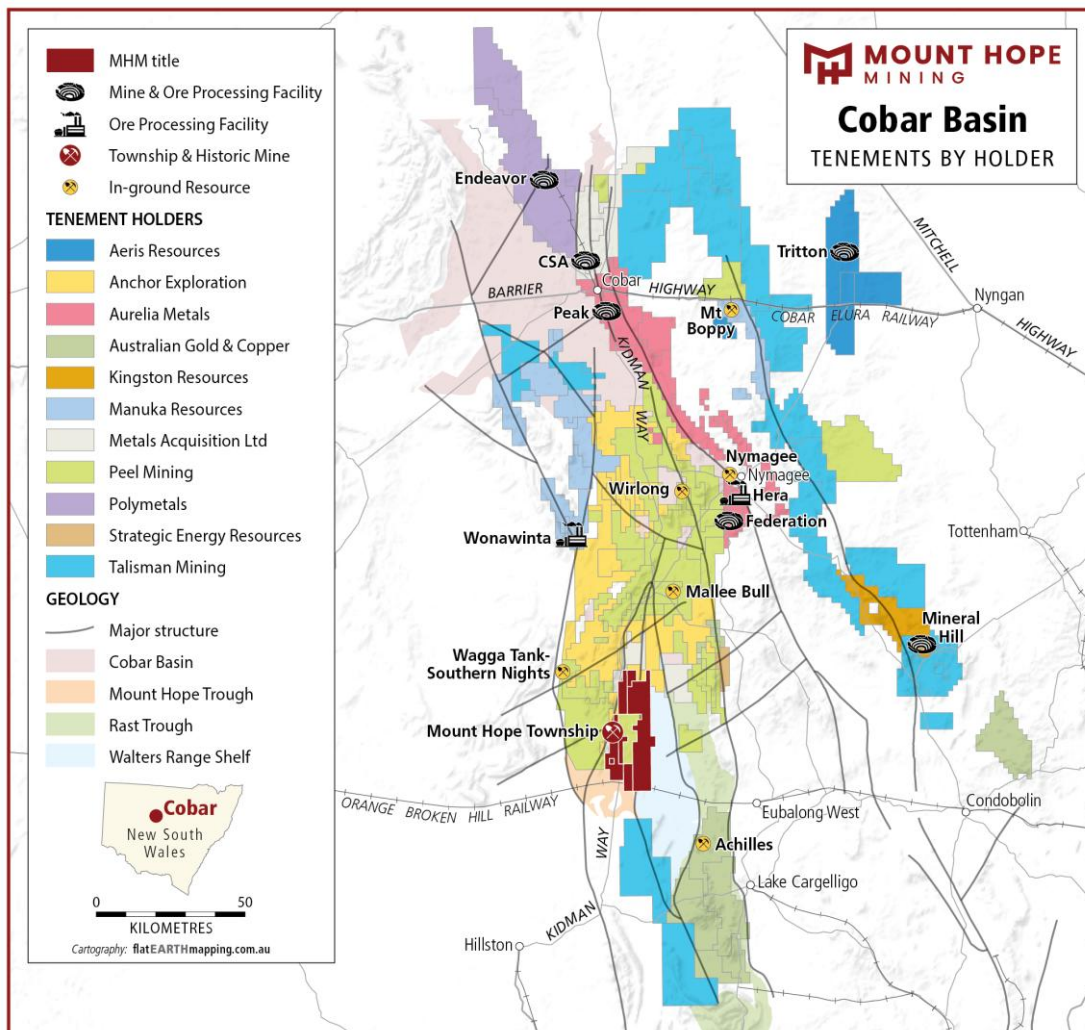 MHM title
Mine & Ore Processing Facility
Ore Processing Facility
Township & Historic Mine
In-ground Resource
TENEMENT HOLDERS
Aeris Resources
Anchor Exploration
Aurelia Metals
Australian Gold & Copper
Kingston Resources
Manuka Resources
Metals Acquisition Ltd
Peel Mining
Polymetals
Strategic Energy Resources
Talisman Mining
GEOLOGY
Major structure
Cobar Basin
Mount Hope Trough
Rast Trough
Walters Range Shelf
Cobar
New South
Wales
0
50
KILOMETRES
Cartography: flatEARTHmapping.com.au
MOUNT HOPE
MINING
Cobar Basin
TENEMENTS BY HOLDER
Endeavor
CSA
Cobar
BARRIER
HIGHWAY
Peak
Mt
Boppy
Tritton
MITCHELL
HIGHWAY
Nyngan
COBAR ELURA RAILWAY
KIDMAN
WAY
Nymagee
Nymagee
Hera
Wirlong
Federation
Wonawinta
Tottenham
Mallee Bull
Mineral
Hill
Wagga Tank-
Southern Nights
Mount Hope Township
ORANGE BROKEN HILL RAILWAY
Eubalong West
Condobolin
WAY
Achilles
Lake Cargelligo
KIDMAN
Hillston